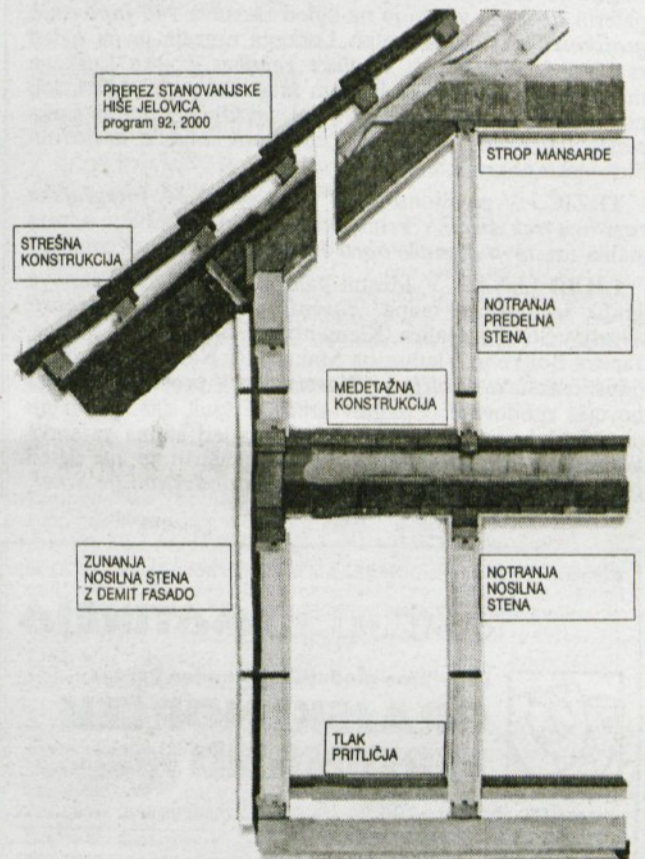 PREREZ STANOVANJSKE
HIŠE JELOVICA
program 92, 2000
STROP MANSARDE
STREŠNA
KONSTRUKCIJA
NOTRANJA
PREDELNA
STENA
MEDETAŽNA
KONSTRUKCIJA
ZUNANJA
NOSILNA STENA
Z DEMIT FASADO
NOTRANJA
NOSILNA
STENA
TLAK
PRITLIČJA